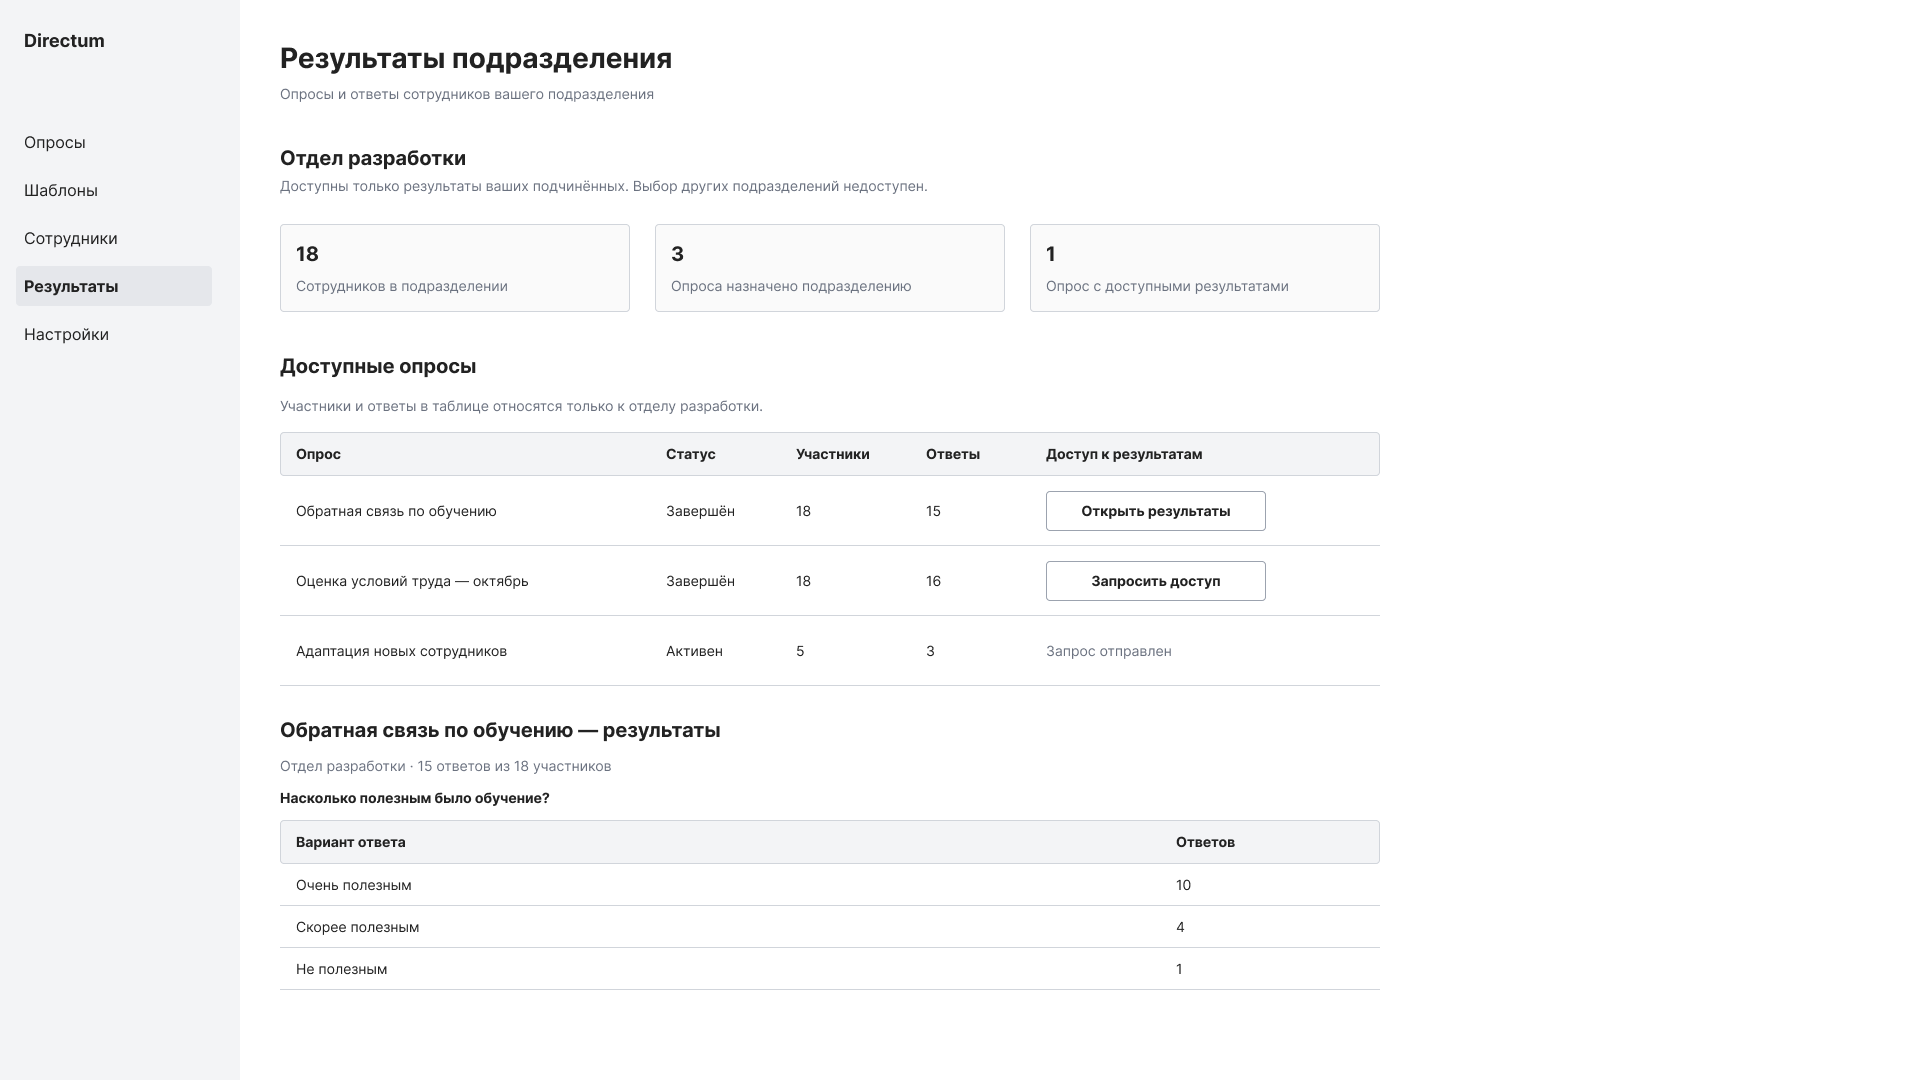 Directum
Опросы
Шаблоны
Сотрудники
Результаты
Настройки
Результаты подразделения
Опросы и ответы сотрудников вашего подразделения
Отдел разработки
Доступны только результаты ваших подчинённых. Выбор других подразделений недоступен.
18
Сотрудников в подразделении
3
Опроса назначено подразделению
1
Опрос с доступными результатами
Доступные опросы
Участники и ответы в таблице относятся только к отделу разработки.
Опрос Статус Участники Ответы Доступ к результатам
Обратная связь по обучению Завершён 18 15 Открыть результаты
Оценка условий труда — октябрь Завершён 18 16 Запросить доступ
Адаптация новых сотрудников Активен 5 3 Запрос отправлен
Обратная связь по обучению — результаты
Отдел разработки · 15 ответов из 18 участников
Насколько полезным было обучение?
Вариант ответа Ответов
Очень полезным 10
Скорее полезным 4
Не полезным 1